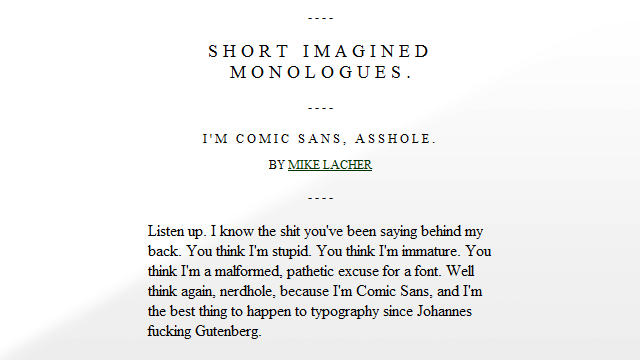 ----
SHORT IMAGINED
MONOLOGUES.
----
I'M COMIC SANS, ASSHOLE.
BY MIKE LACHER
----
Listen up. I know the shit you've been saying behind my
back. You think I'm stupid. You think I'm immature. You
think I'm a malformed, pathetic excuse for a font. Well
think again, nerdhole, because I'm Comic Sans, and I'm
the best thing to happen to typography since Johannes
fucking Gutenberg.